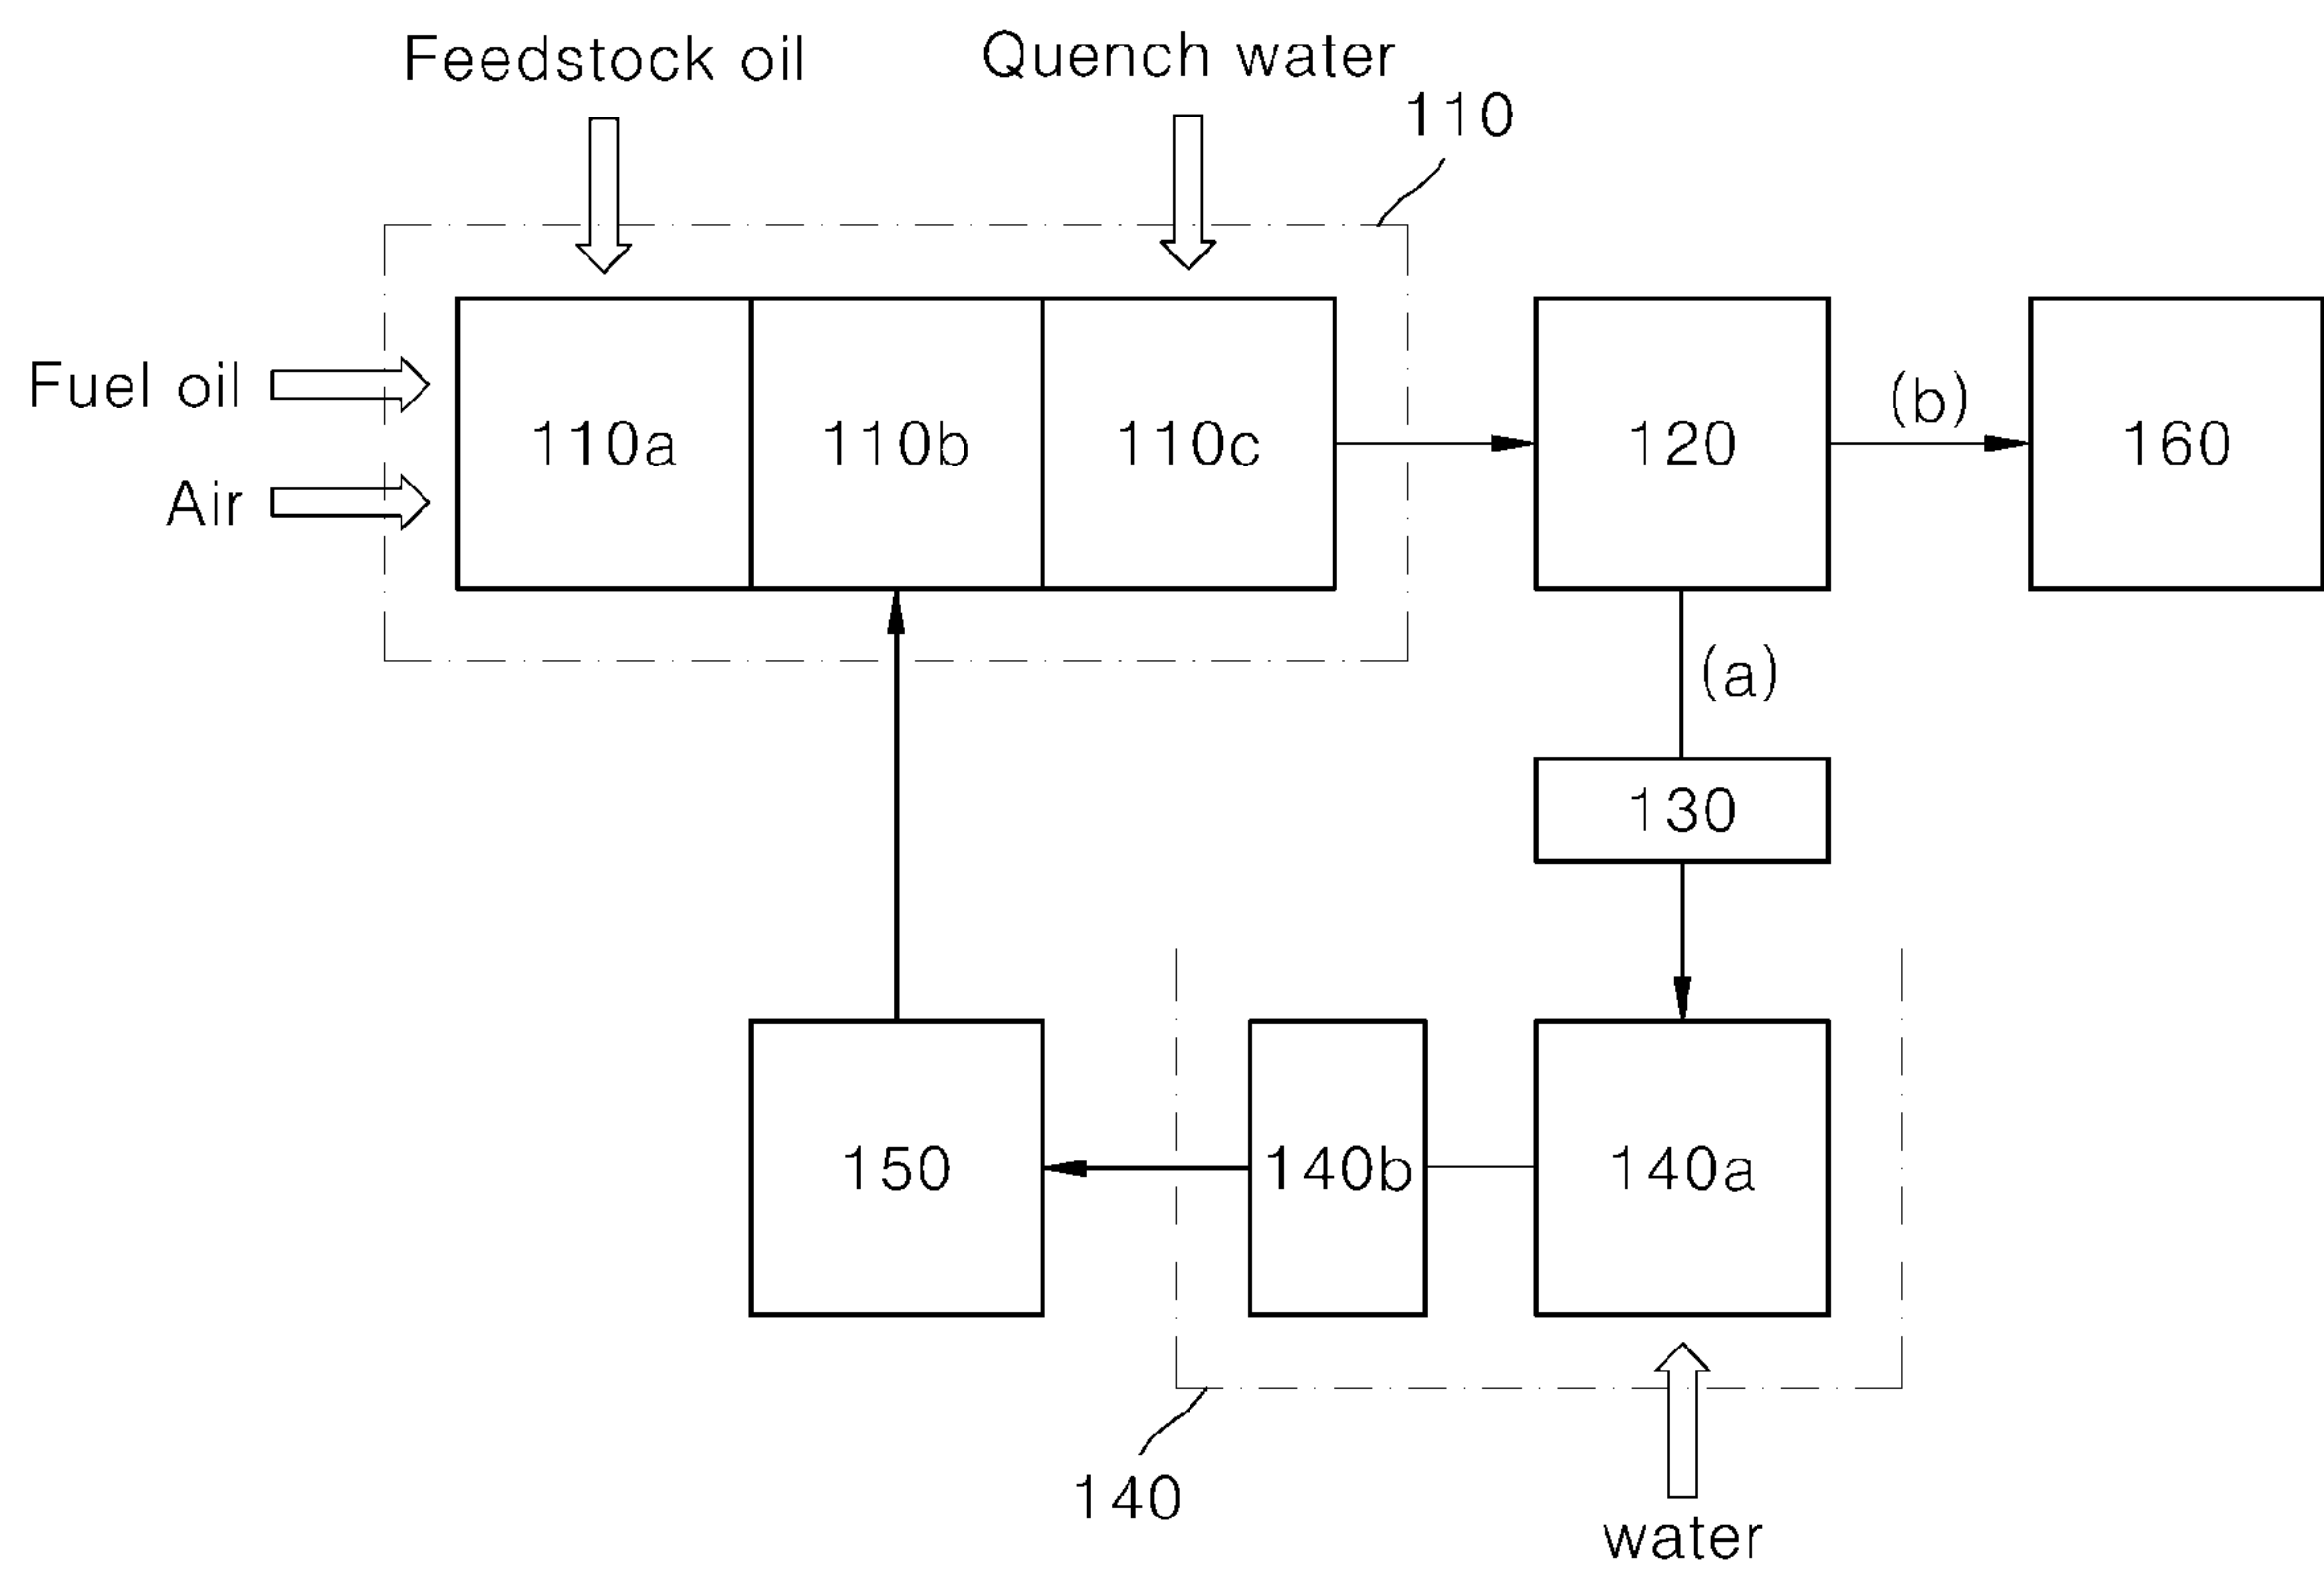 Feedstock oil
Quench water
110
Fuel oil
Air
110a
110b
110c
120
(b)
160
(a)
130
150
140b
140a
140
water